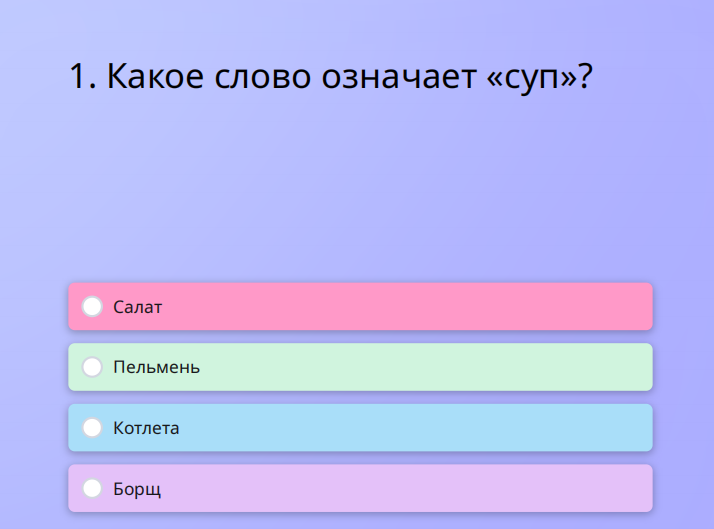 1. Какое слово означает «суп»?
Салат
Пельмень
Котлета
Борщ